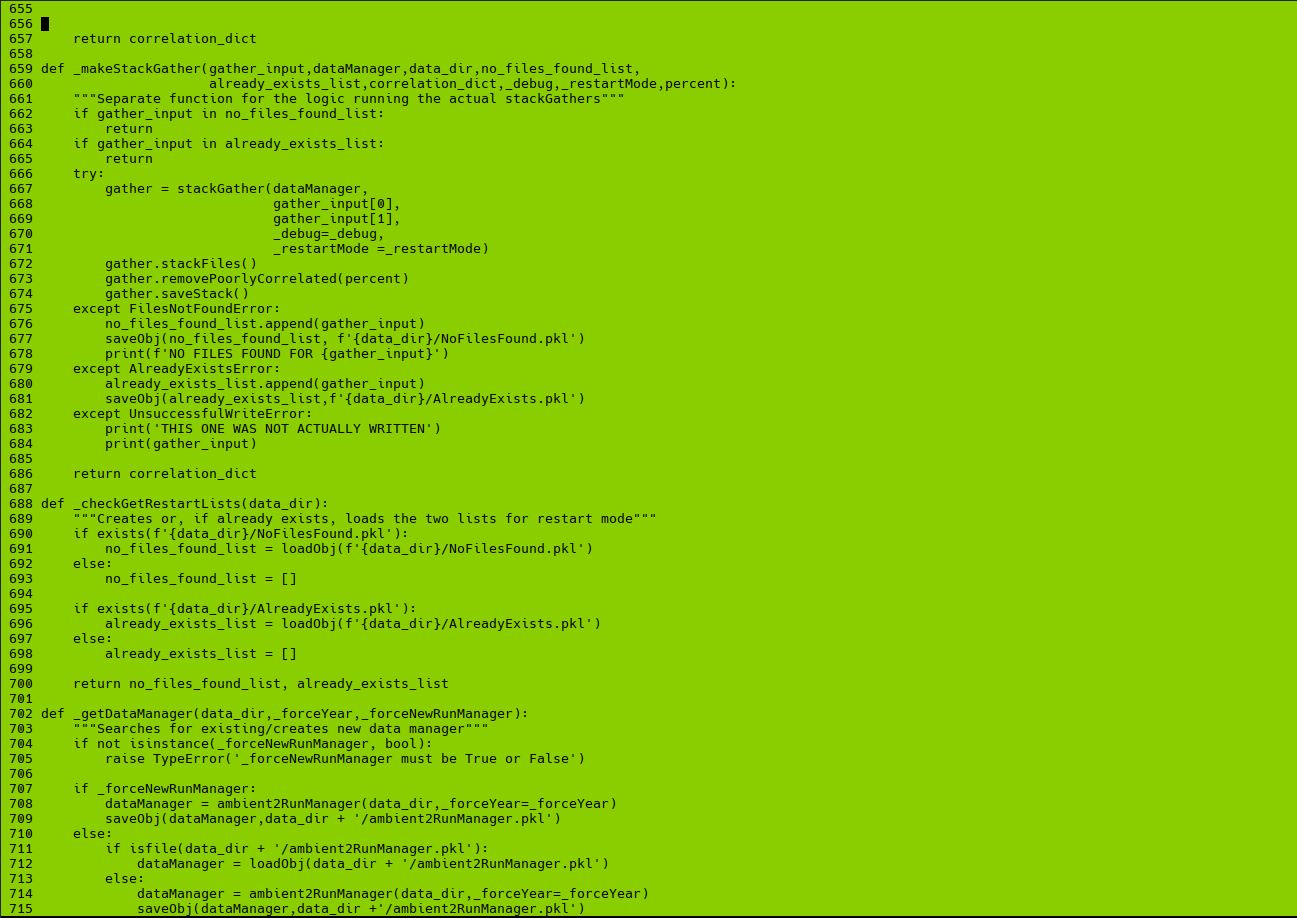 655
656
657     return correlation_dict
658
659 def _makeStackGather(gather_input,dataManager,data_dir,no_files_found_list,
660                      already_exists_list,correlation_dict,_debug,_restartMode,percent):
661     """Separate function for the logic running the actual stackGathers"""
662     if gather_input in no_files_found_list:
663         return
664     if gather_input in already_exists_list:
665         return
666     try:
667         gather = stackGather(dataManager,
668                              gather_input[0],
669                              gather_input[1],
670                              _debug=_debug,
671                              _restartMode =_restartMode)
672         gather.stackFiles()
673         gather.removePoorlyCorrelated(percent)
674         gather.saveStack()
675     except FilesNotFoundError:
676         no_files_found_list.append(gather_input)
677         saveObj(no_files_found_list, f'{data_dir}/NoFilesFound.pkl')
678         print(f'NO FILES FOUND FOR {gather_input}')
679     except AlreadyExistsError:
680         already_exists_list.append(gather_input)
681         saveObj(already_exists_list,f'{data_dir}/AlreadyExists.pkl')
682     except UnsuccessfulWriteError:
683         print('THIS ONE WAS NOT ACTUALLY WRITTEN')
684         print(gather_input)
685
686     return correlation_dict
687
688 def _checkGetRestartLists(data_dir):
689     """Creates or, if already exists, loads the two lists for restart mode"""
690     if exists(f'{data_dir}/NoFilesFound.pkl'):
691         no_files_found_list = loadObj(f'{data_dir}/NoFilesFound.pkl')
692     else:
693         no_files_found_list = []
694
695     if exists(f'{data_dir}/AlreadyExists.pkl'):
696         already_exists_list = loadObj(f'{data_dir}/AlreadyExists.pkl')
697     else:
698         already_exists_list = []
699
700     return no_files_found_list, already_exists_list
701
702 def _getDataManager(data_dir,_forceYear,_forceNewRunManager):
703     """Searches for existing/creates new data manager"""
704     if not isinstance(_forceNewRunManager, bool):
705         raise TypeError('_forceNewRunManager must be True or False')
706
707     if _forceNewRunManager:
708         dataManager = ambient2RunManager(data_dir,_forceYear=_forceYear)
709         saveObj(dataManager,data_dir + '/ambient2RunManager.pkl')
710     else:
711         if isfile(data_dir + '/ambient2RunManager.pkl'):
712             dataManager = loadObj(data_dir + '/ambient2RunManager.pkl')
713         else:
714             dataManager = ambient2RunManager(data_dir,_forceYear=_forceYear)
715             saveObj(dataManager,data_dir +'/ambient2RunManager.pkl')